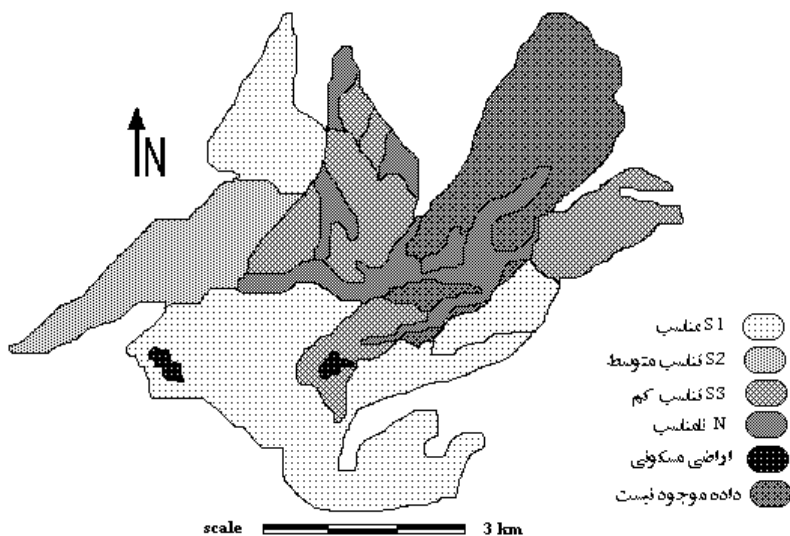 N
S1 مناسب
S2 تناسب متوسط
S3 تناسب کم
N نامناسب
اراضی مسکونی
داده موجود نیست
scale 3 km